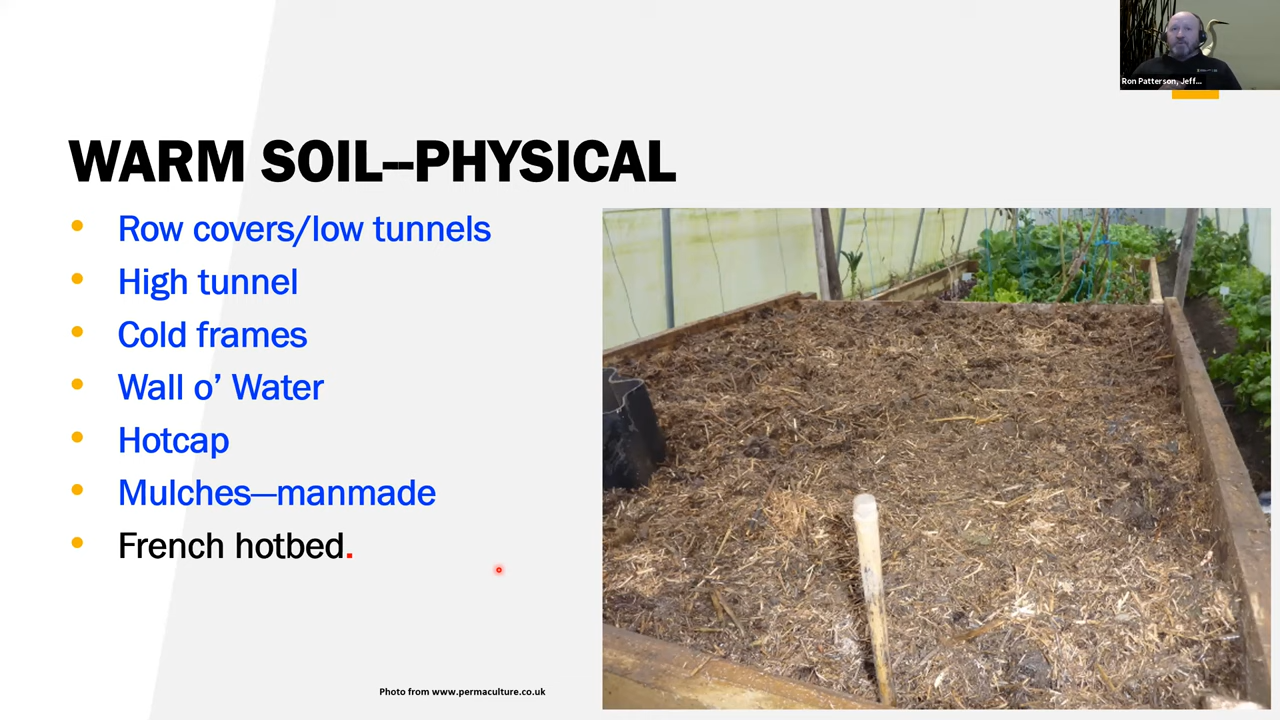 Ron Patterson, Jeff...
WARM SOIL--PHYSICAL
• Row covers/low tunnels
• High tunnel
• Cold frames
• Wall o’ Water
• Hotcap
• Mulches—manmade
• French hotbed.
Photo from www.permaculture.co.uk